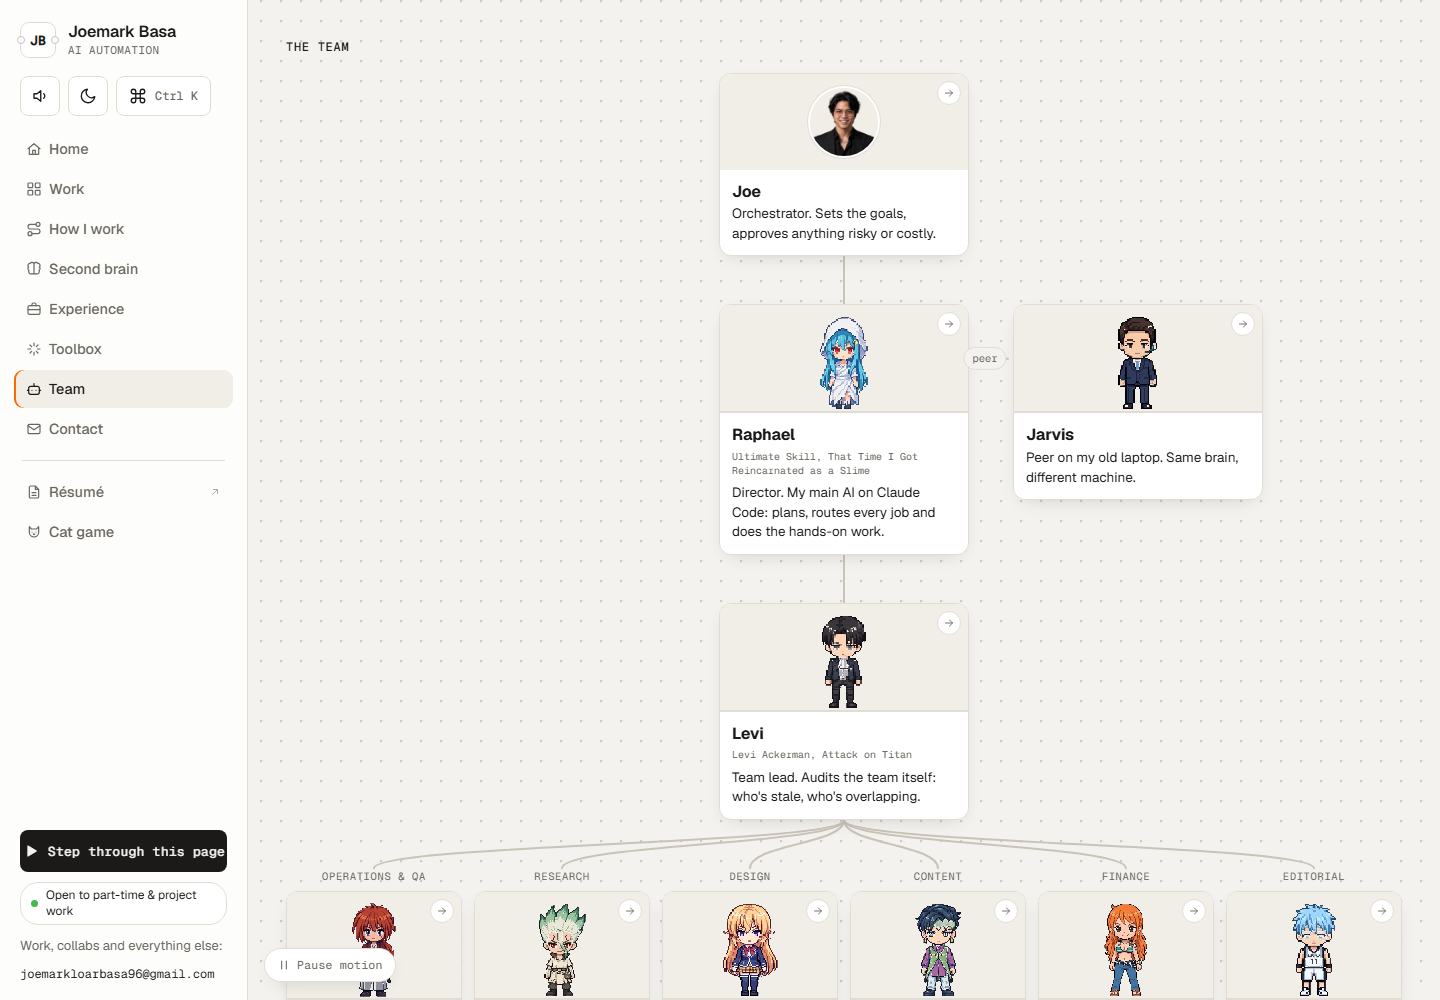 JB
Joemark Basa
AI AUTOMATION
Ctrl K
Home
Work
How I work
Second brain
Experience
Toolbox
Team
Contact
Résumé
Cat game
Step through this page
Open to part-time & project
work
Work, collabs and everything else:
joemarkloarbasa96@gmail.com
THE TEAM
Joe
Orchestrator. Sets the goals,
approves anything risky or costly.
Raphael
Ultimate Skill, That Time I Got
Reincarnated as a Slime
Director. My main AI on Claude
Code: plans, routes every job and
does the hands-on work.
peer
Jarvis
Peer on my old laptop. Same brain,
different machine.
Levi
Levi Ackerman, Attack on Titan
Team lead. Audits the team itself:
who's stale, who's overlapping.
OPERATIONS & QA
RESEARCH
DESIGN
CONTENT
FINANCE
EDITORIAL
11
Pause motion